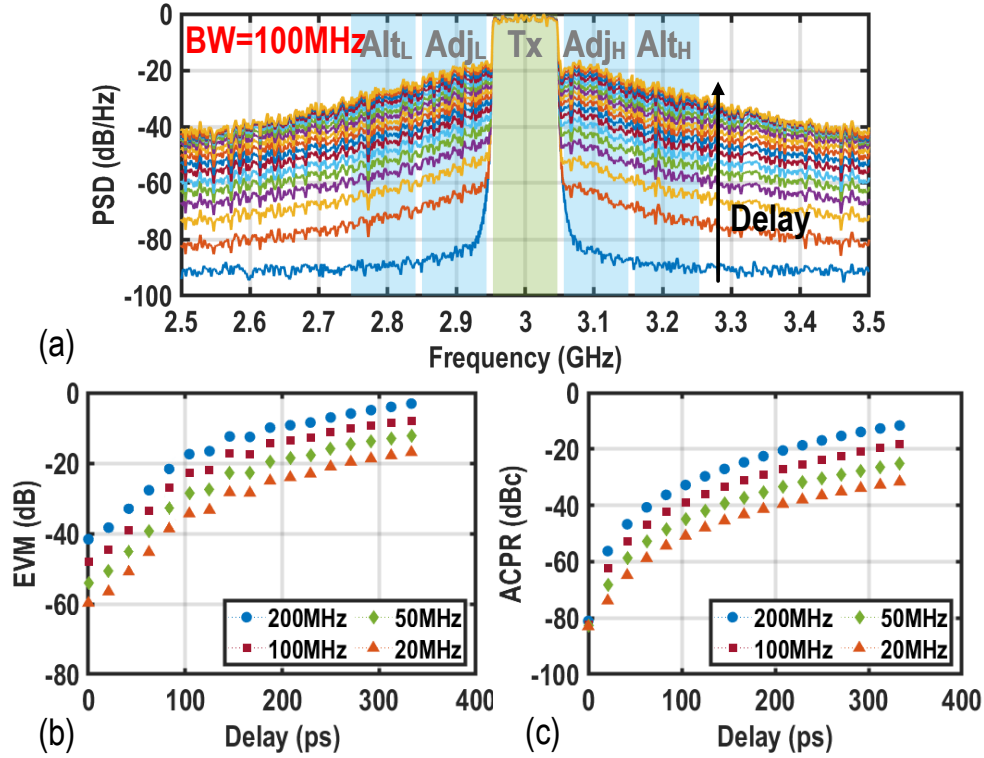 BW=100MHz
AltL AdjL Tx AdjH AltH
0
-20
-40
-60
-80
-100
PSD (dB/Hz)
Delay
2.5 2.6 2.7 2.8 2.9 3 3.1 3.2 3.3 3.4 3.5
Frequency (GHz)
(a)
0
-20
-40
-60
-80
EVM (dB)
200MHz 50MHz
100MHz 20MHz
0 100 200 300 400
Delay (ps)
(b)
0
-20
-40
-60
-80
-100
ACPR (dBc)
200MHz 50MHz
100MHz 20MHz
0 100 200 300 400
Delay (ps)
(c)